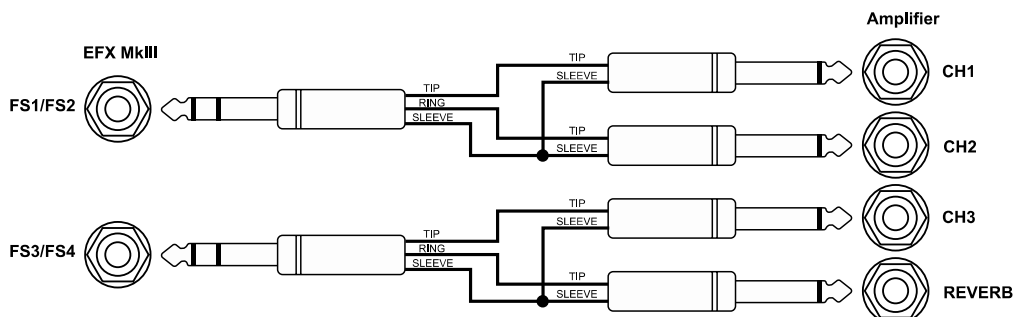 Amplifier
EFX MkIII
TIP
SLEEVE
CH1
FS1/FS2
TIP
RING
SLEEVE
TIP
SLEEVE
CH2
TIP
SLEEVE
CH3
FS3/FS4
TIP
RING
SLEEVE
TIP
SLEEVE
REVERB